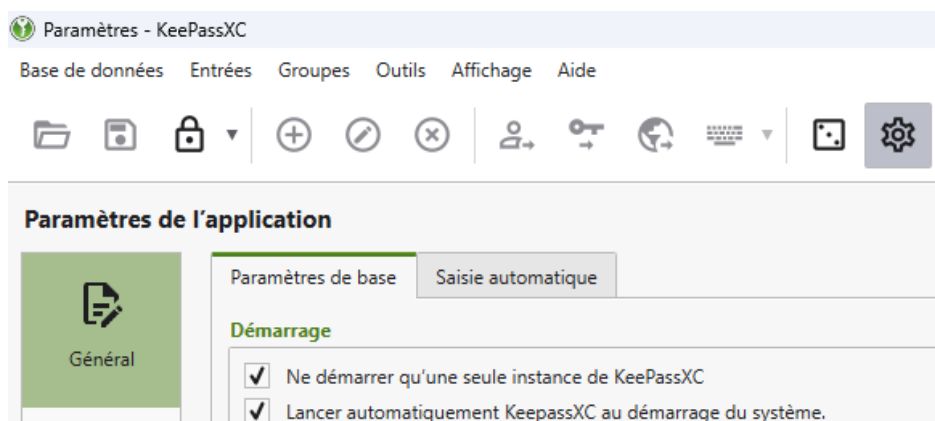 Paramètres - KeePassXC
Base de données Entrées Groupes Outils Affichage Aide
Paramètres de l’application
Paramètres de base Saisie automatique
Démarrage
Général
Ne démarrer qu'une seule instance de KeePassXC
Lancer automatiquement KeepassXC au démarrage du système.